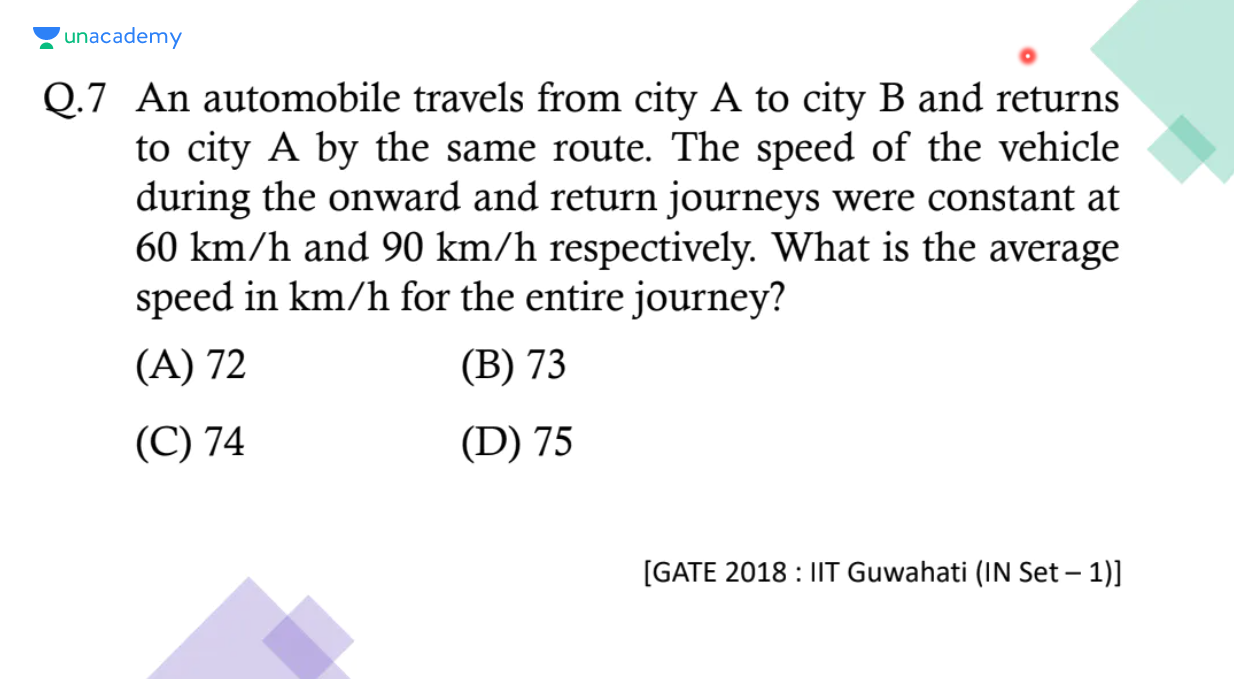 unacademy
Q.7 An automobile travels from city A to city B and returns
to city A by the same route. The speed of the vehicle
during the onward and return journeys were constant at
60 km/h and 90 km/h respectively. What is the average
speed in km/h for the entire journey?
(A) 72 (B) 73
(C) 74 (D) 75
[GATE 2018 : IIT Guwahati (IN Set – 1)]